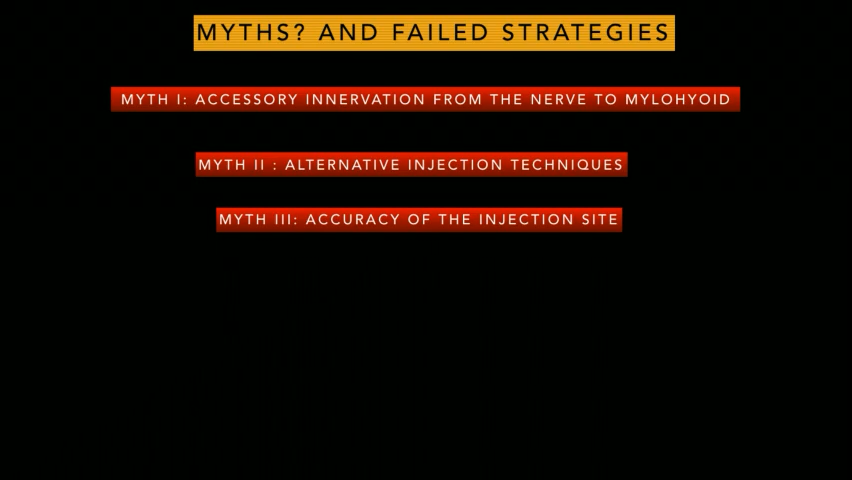 MYTHS? AND FAILED STRATEGIES
MYTH I: ACCESSORY INNERVATION FROM THE NERVE TO MYLOHYOID
MYTH II : ALTERNATIVE INJECTION TECHNIQUES
MYTH III: ACCURACY OF THE INJECTION SITE